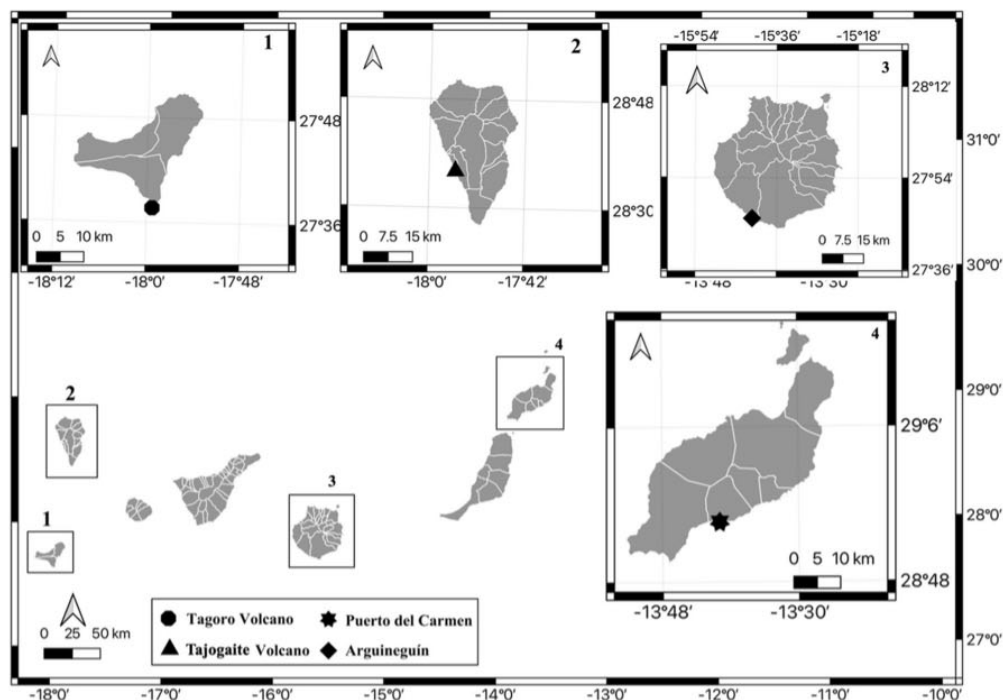 1
27°48
27°36
0 5 10 km
-18°12′ -18°0′ -17°48′
2
28°48
28°30
0 7.5 15 km
-18°0′ -17°42′
-15°54′ -15°36′ -15°18′
3
28°12′
27°54
27°36
0 7.5 15 km
-13°48′ -13°30′
31°0′
30°0′
29°0′
28°0′
27°0′
4
29°6′
28°48
0 5 10 km
-13°48′ -13°30′
4
2
3
1
0 25 50 km
Tagoro Volcano Puerto del Carmen
Tajogaite Volcano Arguineguín
-18°0′ -17°0′ -16°0′ -15°0′ -14°0′ -13°0′ -12°0′ -11°0′ -10°0′